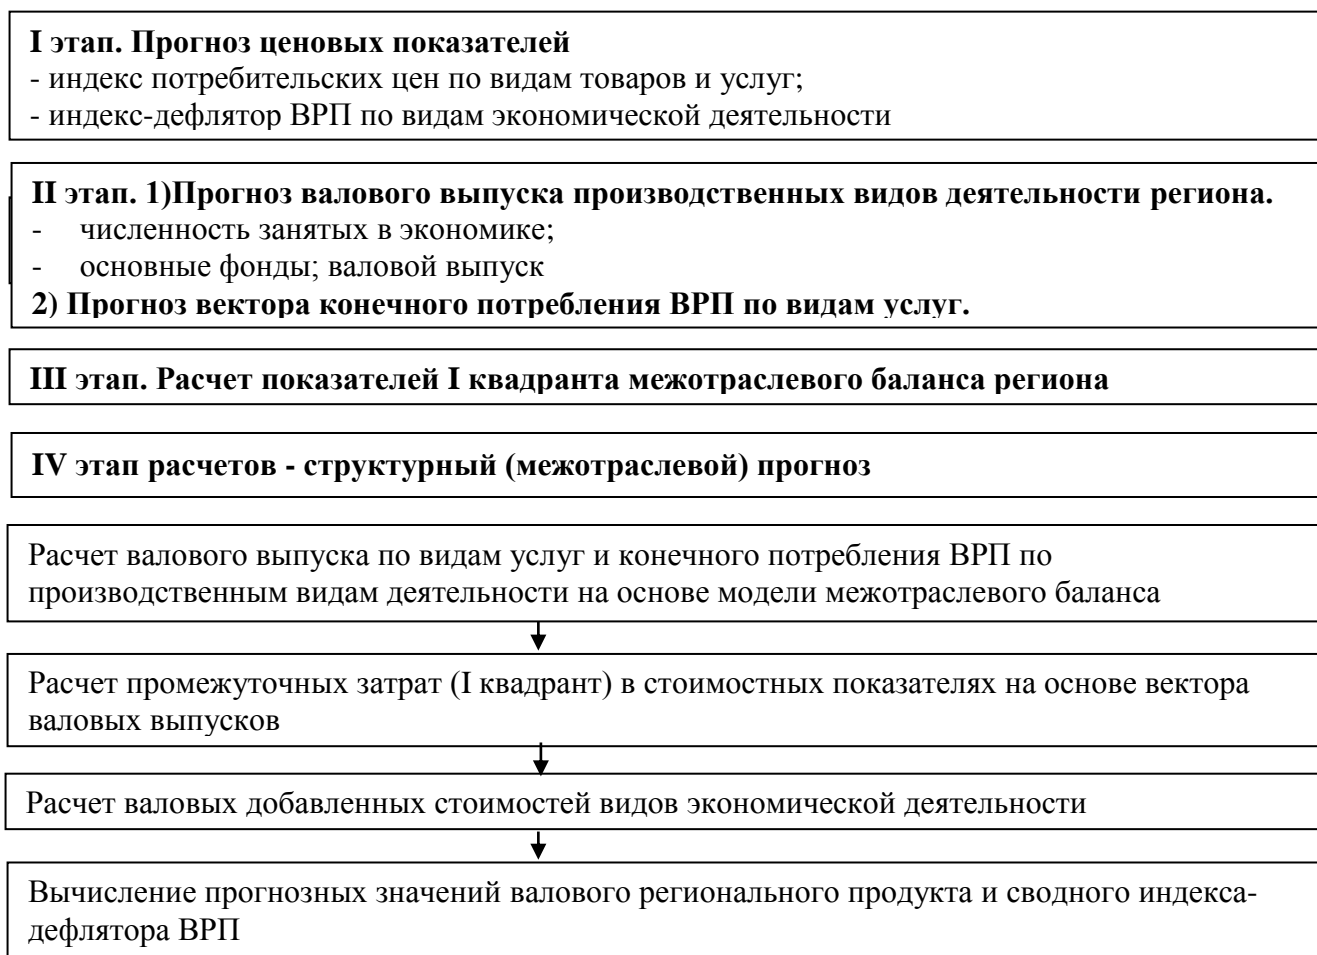 I этап. Прогноз ценовых показателей
- индекс потребительских цен по видам товаров и услуг;
- индекс-дефлятор ВРП по видам экономической деятельности
II этап. 1)Прогноз валового выпуска производственных видов деятельности региона.
- численность занятых в экономике;
- основные фонды; валовой выпуск
2) Прогноз вектора конечного потребления ВРП по видам услуг.
III этап. Расчет показателей I квадранта межотраслевого баланса региона
IV этап расчетов - структурный (межотраслевой) прогноз
Расчет валового выпуска по видам услуг и конечного потребления ВРП по
производственным видам деятельности на основе модели межотраслевого баланса
Расчет промежуточных затрат (I квадрант) в стоимостных показателях на основе вектора
валовых выпусков
Расчет валовых добавленных стоимостей видов экономической деятельности
Вычисление прогнозных значений валового регионального продукта и сводного индекса-
дефлятора ВРП